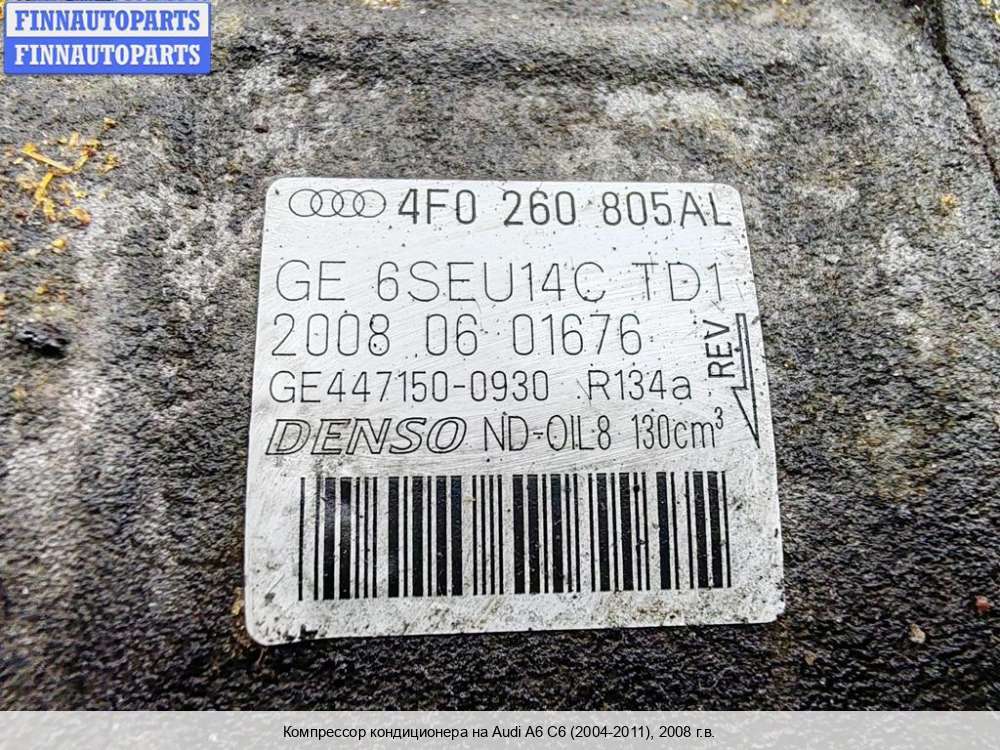 FINNAUTOPARTS
FINNAUTOPARTS
4F0 260 805AL
GE 6SEU14C TD1
2008 06 01676
GE447150-0930 R134a
REV
DENSO ND-OIL8 130cm³
Компрессор кондиционера на Audi A6 C6 (2004-2011), 2008 г.в.